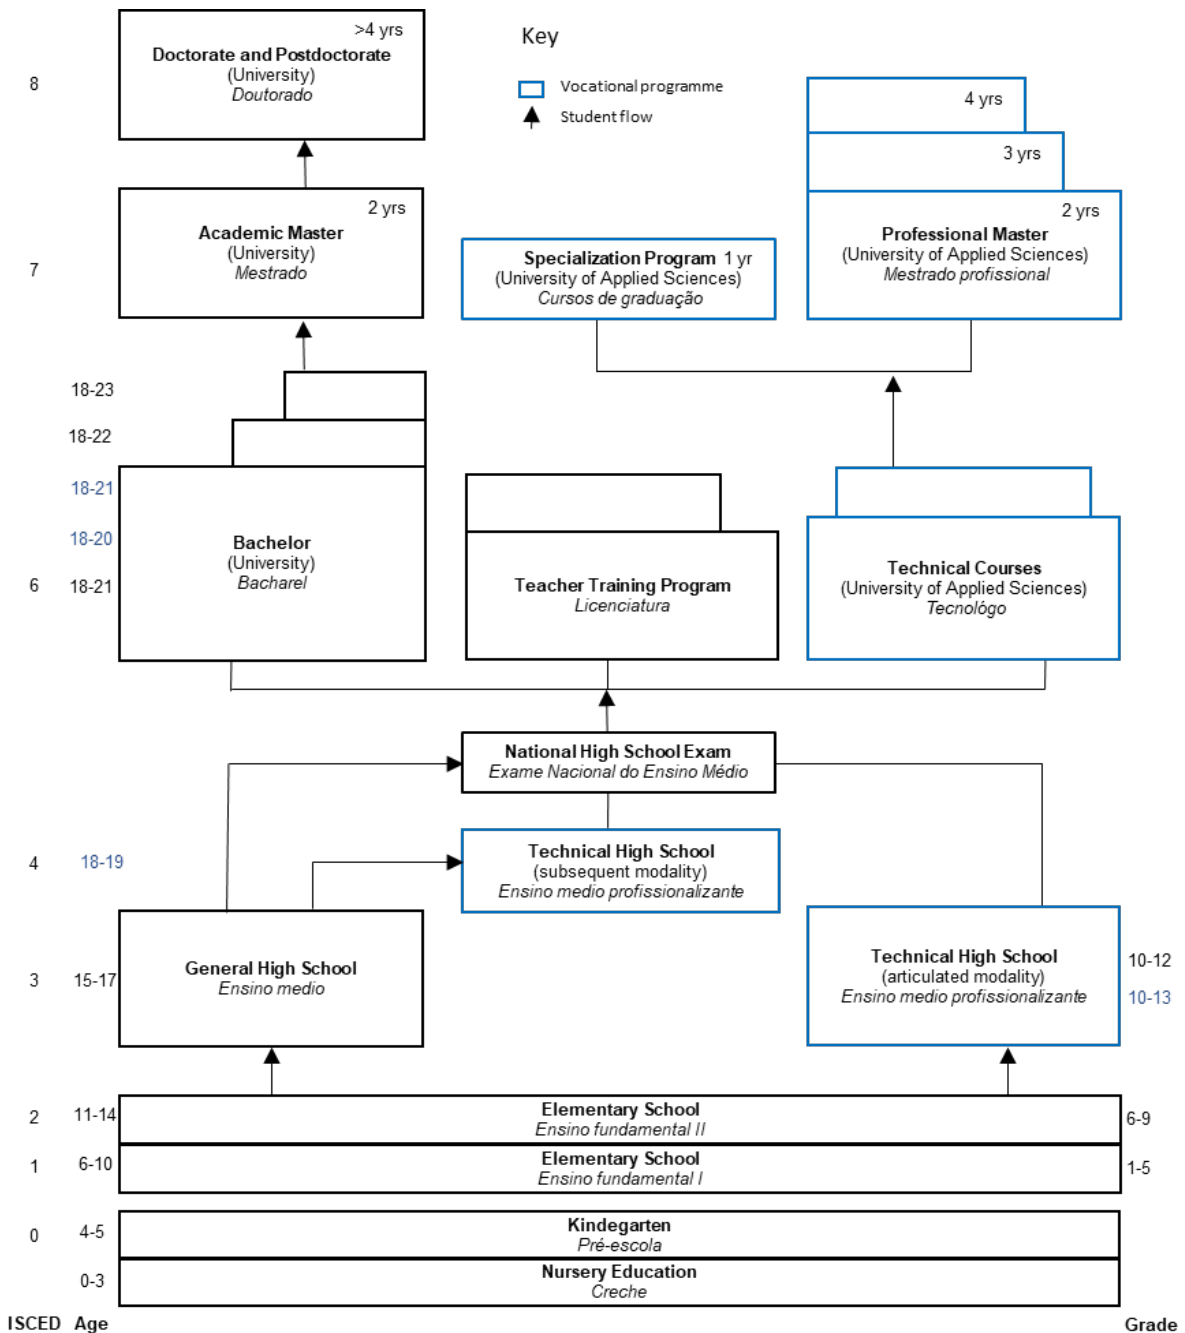 >4 yrs
Doctorate and Postdoctorate
(University)
Doutorado
8
Key
Vocational programme
Student flow
4 yrs
3 yrs
2 yrs
Academic Master
(University)
Mestrado
7
Specialization Program 1 yr
(University of Applied Sciences)
Cursos de graduação
2 yrs
Professional Master
(University of Applied Sciences)
Mestrado profissional
18-23
18-22
18-21
18-20
6 18-21
Bachelor
(University)
Bacharel
Teacher Training Program
Licenciatura
Technical Courses
(University of Applied Sciences)
Tecnológo
National High School Exam
Exame Nacional do Ensino Médio
4 18-19
Technical High School
(subsequent modality)
Ensino medio profissionalizante
3 15-17
General High School
Ensino medio
Technical High School
(articulated modality)
Ensino medio profissionalizante
10-12
10-13
2 11-14
Elementary School
Ensino fundamental II
6-9
1 6-10
Elementary School
Ensino fundamental I
1-5
0 4-5
Kindegarten
Pré-escola
0-3
Nursery Education
Creche
ISCED Age
Grade